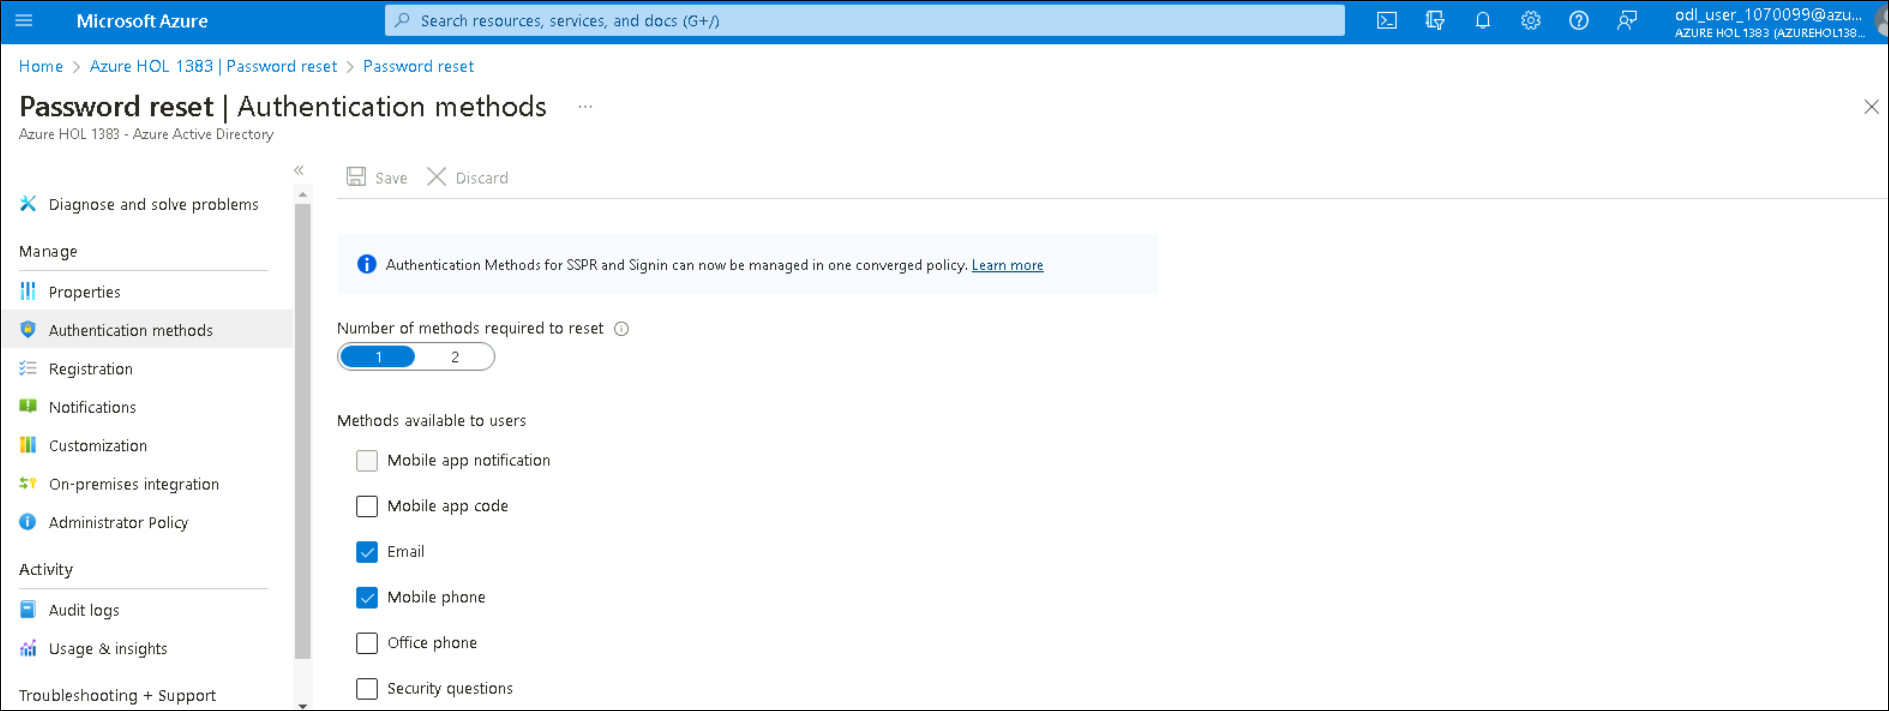 Microsoft Azure
Search resources, services, and docs (G+/)
odl_user_1070099@azu...
AZURE HOL 1383 (AZUREHOL138...
Home > Azure HOL 1383 | Password reset > Password reset
Password reset | Authentication methods ...
Azure HOL 1383 - Azure Active Directory
«
Save Discard
Diagnose and solve problems
Manage
Properties
Authentication methods
Registration
Notifications
Customization
On-premises integration
Administrator Policy
Activity
Audit logs
Usage & insights
Troubleshooting + Support
Authentication Methods for SSPR and Signin can now be managed in one converged policy. Learn more
Number of methods required to reset
1 2
Methods available to users
Mobile app notification
Mobile app code
Email
Mobile phone
Office phone
Security questions